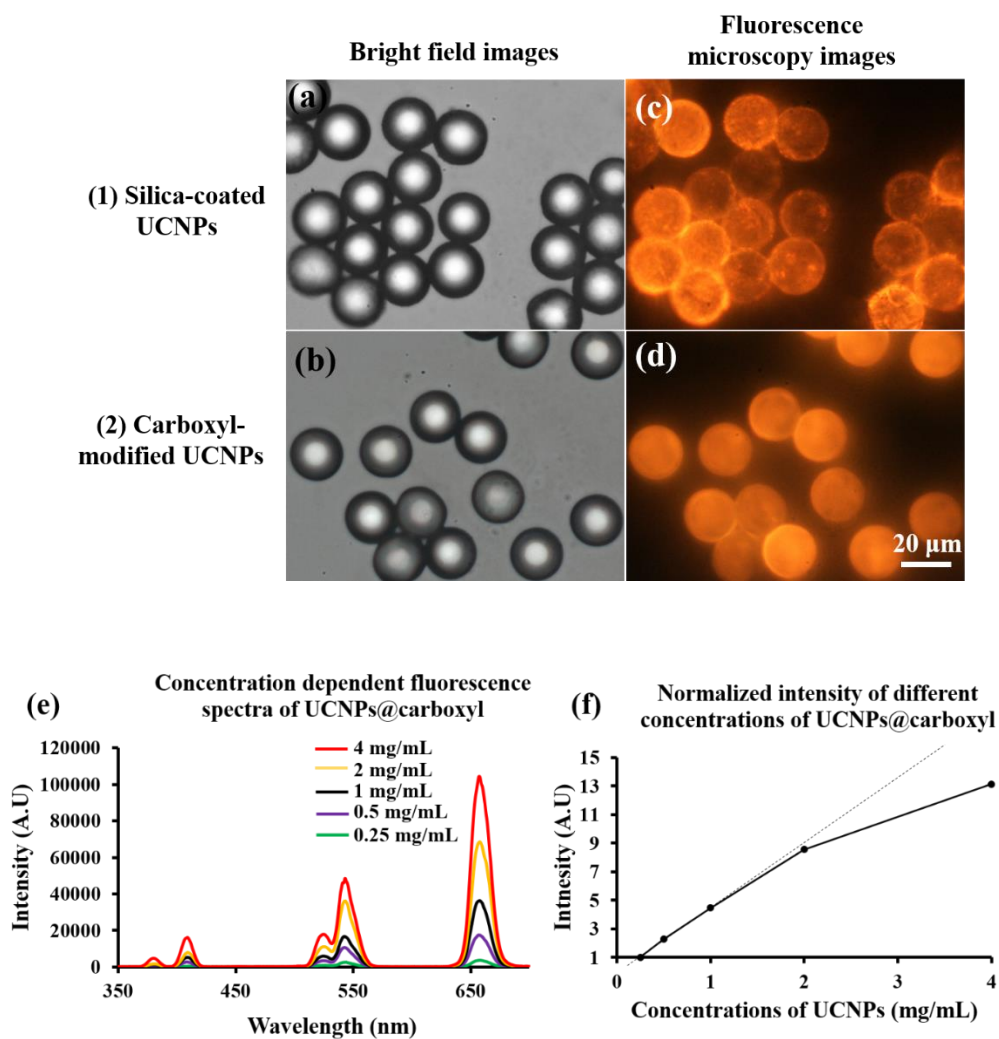 Bright field images
Fluorescence
microscopy images
(a)
(c)
(1) Silica-coated
UCNPs
(b)
(d)
(2) Carboxyl-
modified UCNPs
20 µm
(e)
Concentration dependent fluorescence
spectra of UCNPs@carboxyl
120000
100000
80000
60000
40000
20000
0
Intensity (A.U)
4 mg/mL
2 mg/mL
1 mg/mL
0.5 mg/mL
0.25 mg/mL
350
450
550
650
Wavelength (nm)
(f)
Normalized intensity of different
concentrations of UCNPs@carboxyl
15
13
11
9
7
5
3
1
Intnesity (A.U)
0
1
2
3
4
Concentrations of UCNPs (mg/mL)